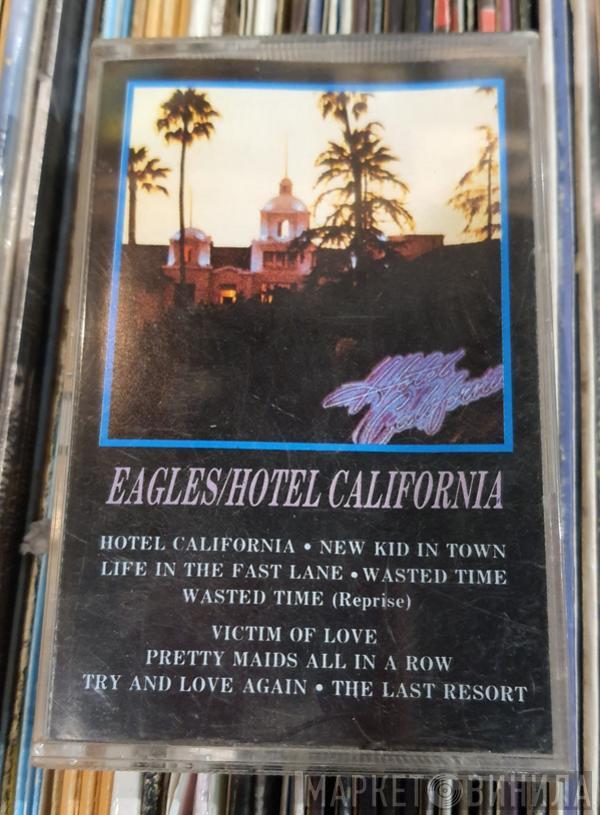 Hotel
California
EAGLES/HOTEL CALIFORNIA
HOTEL CALIFORNIA • NEW KID IN TOWN
LIFE IN THE FAST LANE • WASTED TIME
WASTED TIME (Reprise)
VICTIM OF LOVE
PRETTY MAIDS ALL IN A ROW
TRY AND LOVE AGAIN • THE LAST RESORT
МАРКЕТ ВИНИЛА